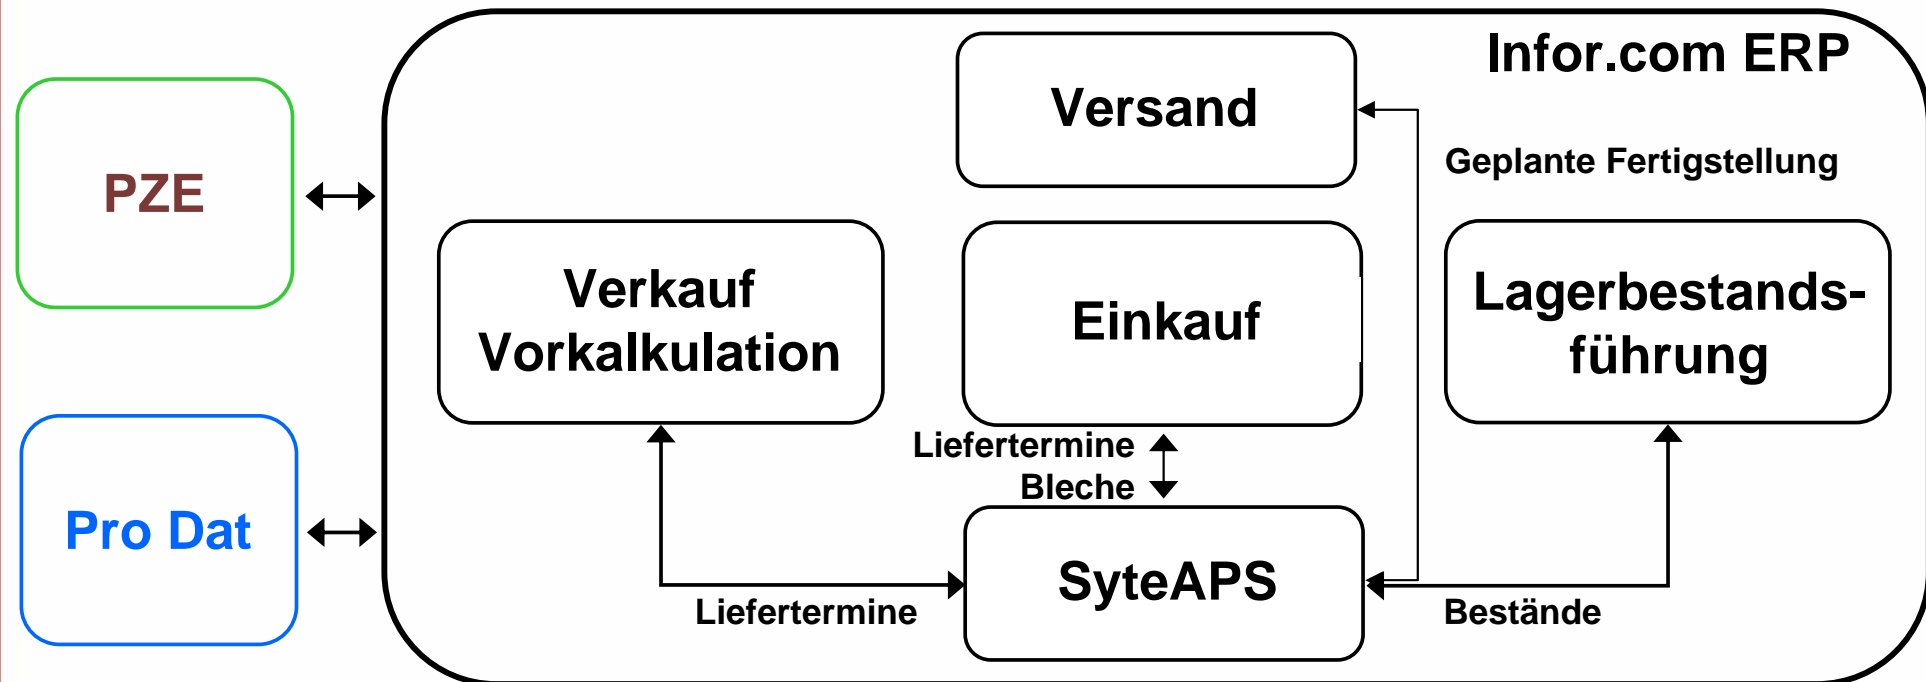 Infor.com ERP
Versand
Geplante Fertigstellung
PZE
Verkauf
Vorkalkulation
Einkauf
Lagerbestands-
führung
Liefertermine
Bleche
Pro Dat
SyteAPS
Liefertermine
Bestände